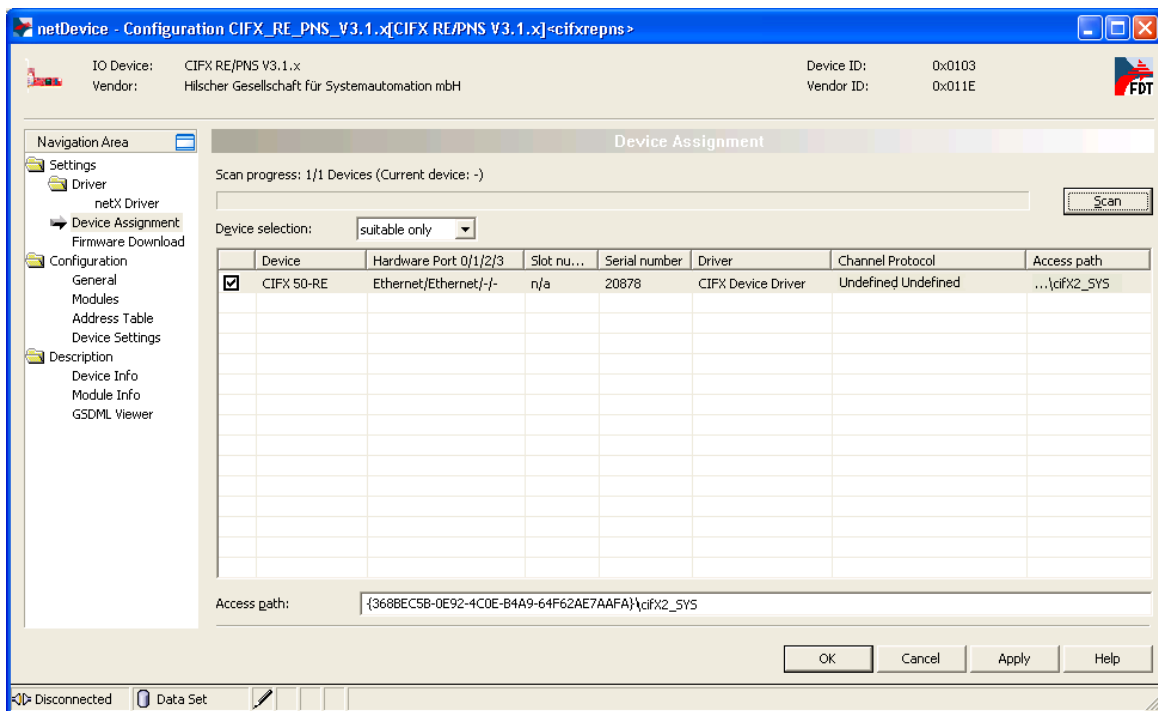 netDevice - Configuration CIFX_RE_PNS_V3.1.x[CIFX RE/PNS V3.1.x]<cifxrepns>
IO Device: CIFX RE/PNS V3.1.x Device ID: 0x0103
Vendor: Hilscher Gesellschaft für Systemautomation mbH Vendor ID: 0x011E
FDT
Navigation Area
Settings
Driver
netX Driver
Device Assignment
Firmware Download
Configuration
General
Modules
Address Table
Device Settings
Description
Device Info
Module Info
GSDML Viewer
Device Assignment
Scan progress: 1/1 Devices (Current device: -)
Scan
Device selection: suitable only
Device Hardware Port 0/1/2/3 Slot nu... Serial number Driver Channel Protocol Access path
CIFX 50-RE Ethernet/Ethernet/-/- n/a 20878 CIFX Device Driver Undefined Undefined ...\cifX2_SYS
Access path: {368BEC5B-0E92-4C0E-B4A9-64F62AE7AAFA}\cifX2_SYS
OK Cancel Apply Help
Disconnected Data Set